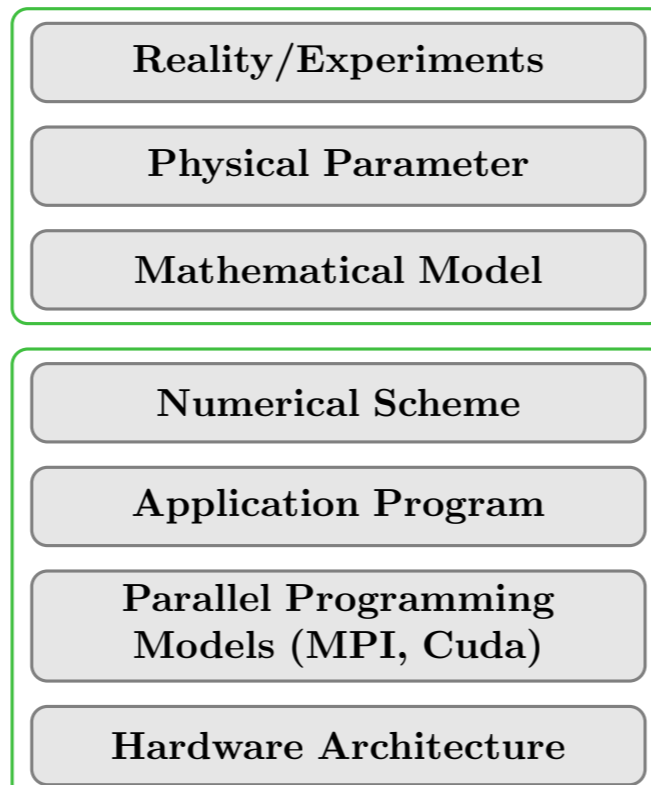 Reality/Experiments
Physical Parameter
Mathematical Model
Numerical Scheme
Application Program
Parallel Programming
Models (MPI, Cuda)
Hardware Architecture